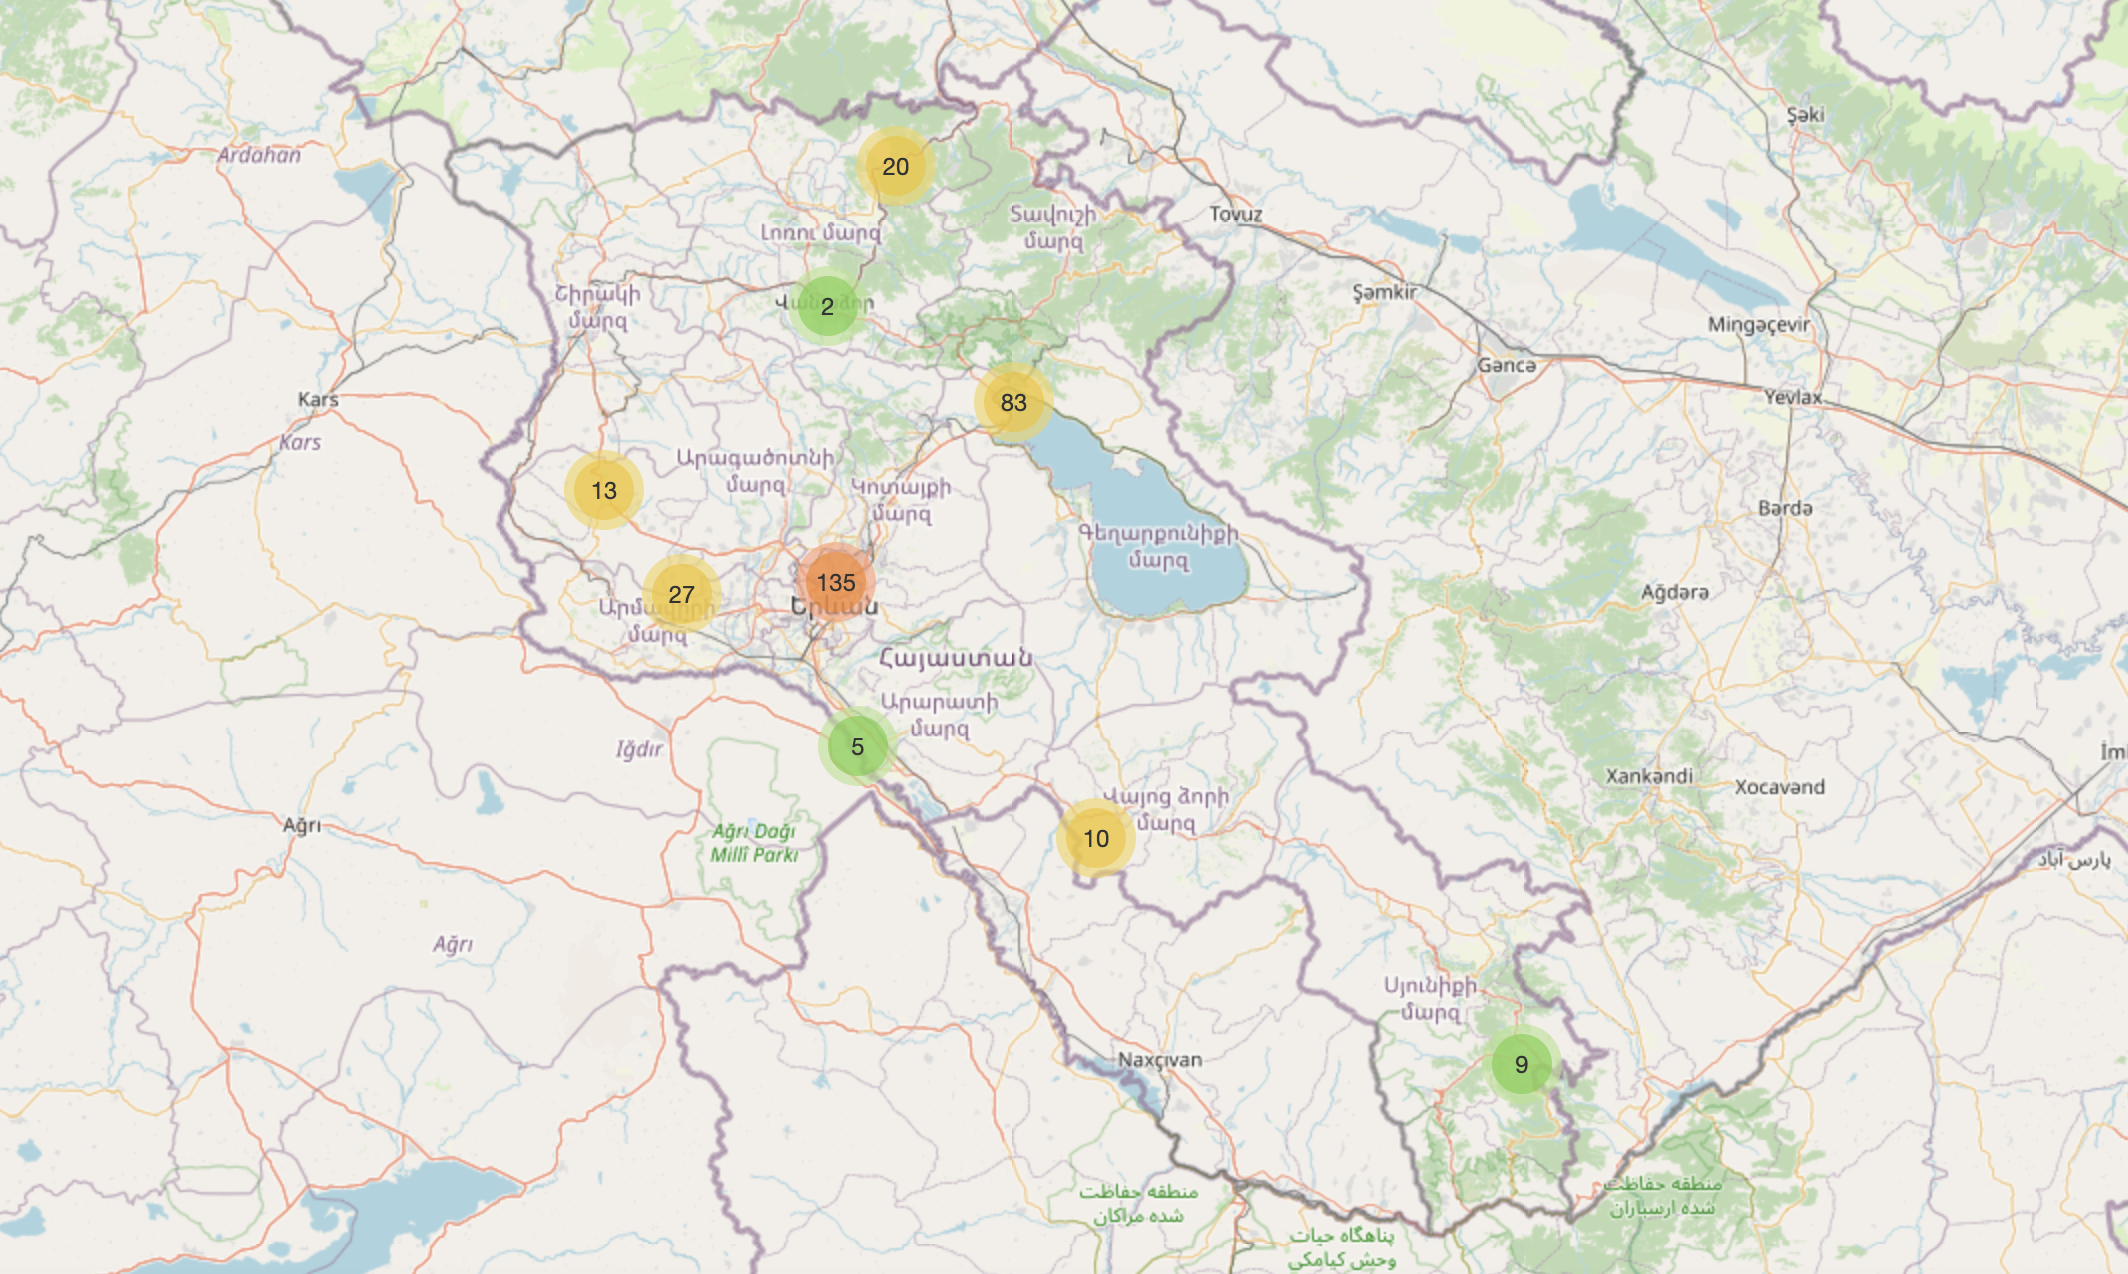 Şəki
Ardahan
20
Tovuz
Տավուշի
մարզ
Լոռու մարզ
Şəmkir
Շիրակի
մարզ
2
Mingəçevir
Gəncə
Yevlax
Kars
83
Kars
Արագածոտնի
մարզ
13
Կոտայքի
մարզ
Bərdə
Գեղարքունիքի
մարզ
135
27
Երևան
մարզ
Ağdərə
Հայաստան
Արարատի
մարզ
Iğdır
5
Xankəndi
Xocavənd
Վայոց ձորի
մարզ
10
Ağrı
Ağrı Dağı
Millî Parkı
پارس آباد
Ağrı
Սյունիքի
մարզ
9
Naxçıvan
منطقه حفاظت
شده مراکان
منطقه حفاظت
شده ارسباران
پناهگاه حیات
وحش کیامکی